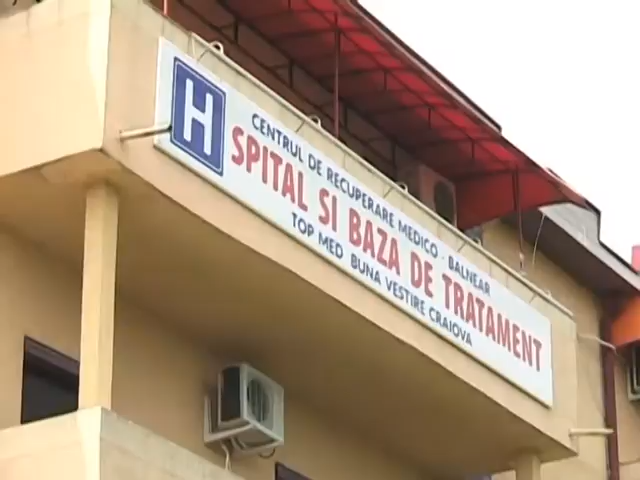 H
CENTRUL DE RECUPERARE MEDICO - BALNEAR
SPITAL SI BAZA DE TRATAMENT
TOP MED BUNA VESTIRE CRAIOVA